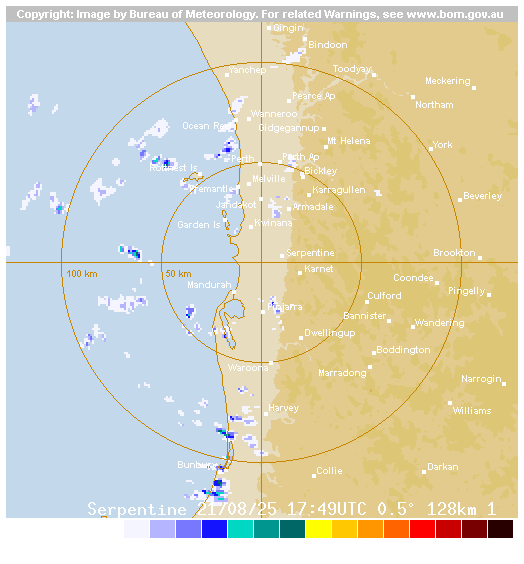 Copyright: Image by Bureau of Meteorology. For related Warnings, see www.bom.gov.au
Gingin
Bindoon
Yanchep
Toodyay
Meckering
Pearce Ap
Northam
Wanneroo
Ocean Re
Gidgegannup
Mt Helena
York
Perth
Perth Ap
Rottnest Is
Bickley
Melville
Fremantle
Karragullen
Beverley
Jandakot
Armadale
Garden Is
Kwinana
Serpentine
Brookton
100 km
50 km
Karnet
Coondee
Mandurah
Pingelly
Culford
Pinjarra
Bannister
Wandering
Dwellingup
Boddington
Waroona
Marradong
Narrogin
Harvey
Williams
Bunbury
Collie
Darkan
Serpentine 21/08/25 17:49UTC 0.5° 128km 1